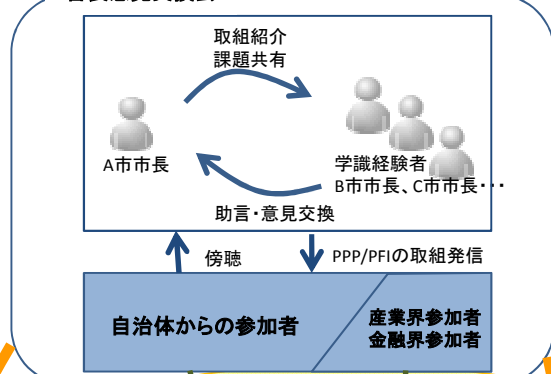 取組紹介
課題共有
A市市長
学識経験者
B市市長、C市市長・・・
助言・意見交換
傍聴
PPP/PFIの取組発信
自治体からの参加者
産業界参加者
金融界参加者